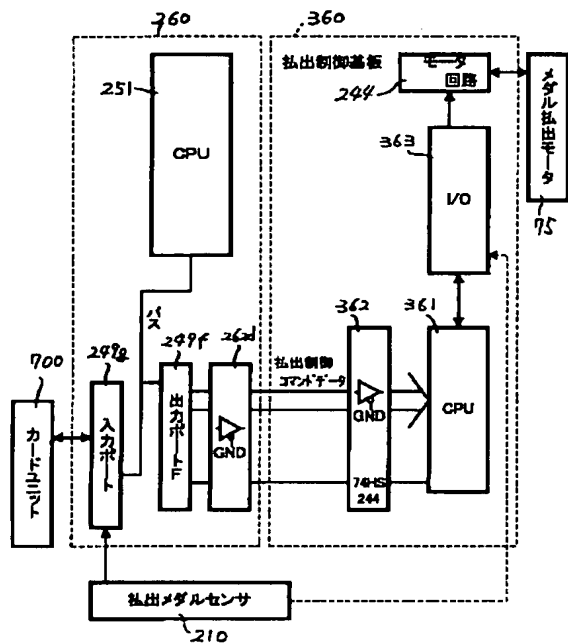 260
360
251
CPU
払出制御基板
モータ
回路
244
363
I/O
メダル払出モータ
75
バス
249g
249f
262d
362
361
払出制御
コマンドデータ
700
カードユニット
入力ポート
出力ポートF
GND
GND
CPU
74HS
244
払出メダルセンサ
210